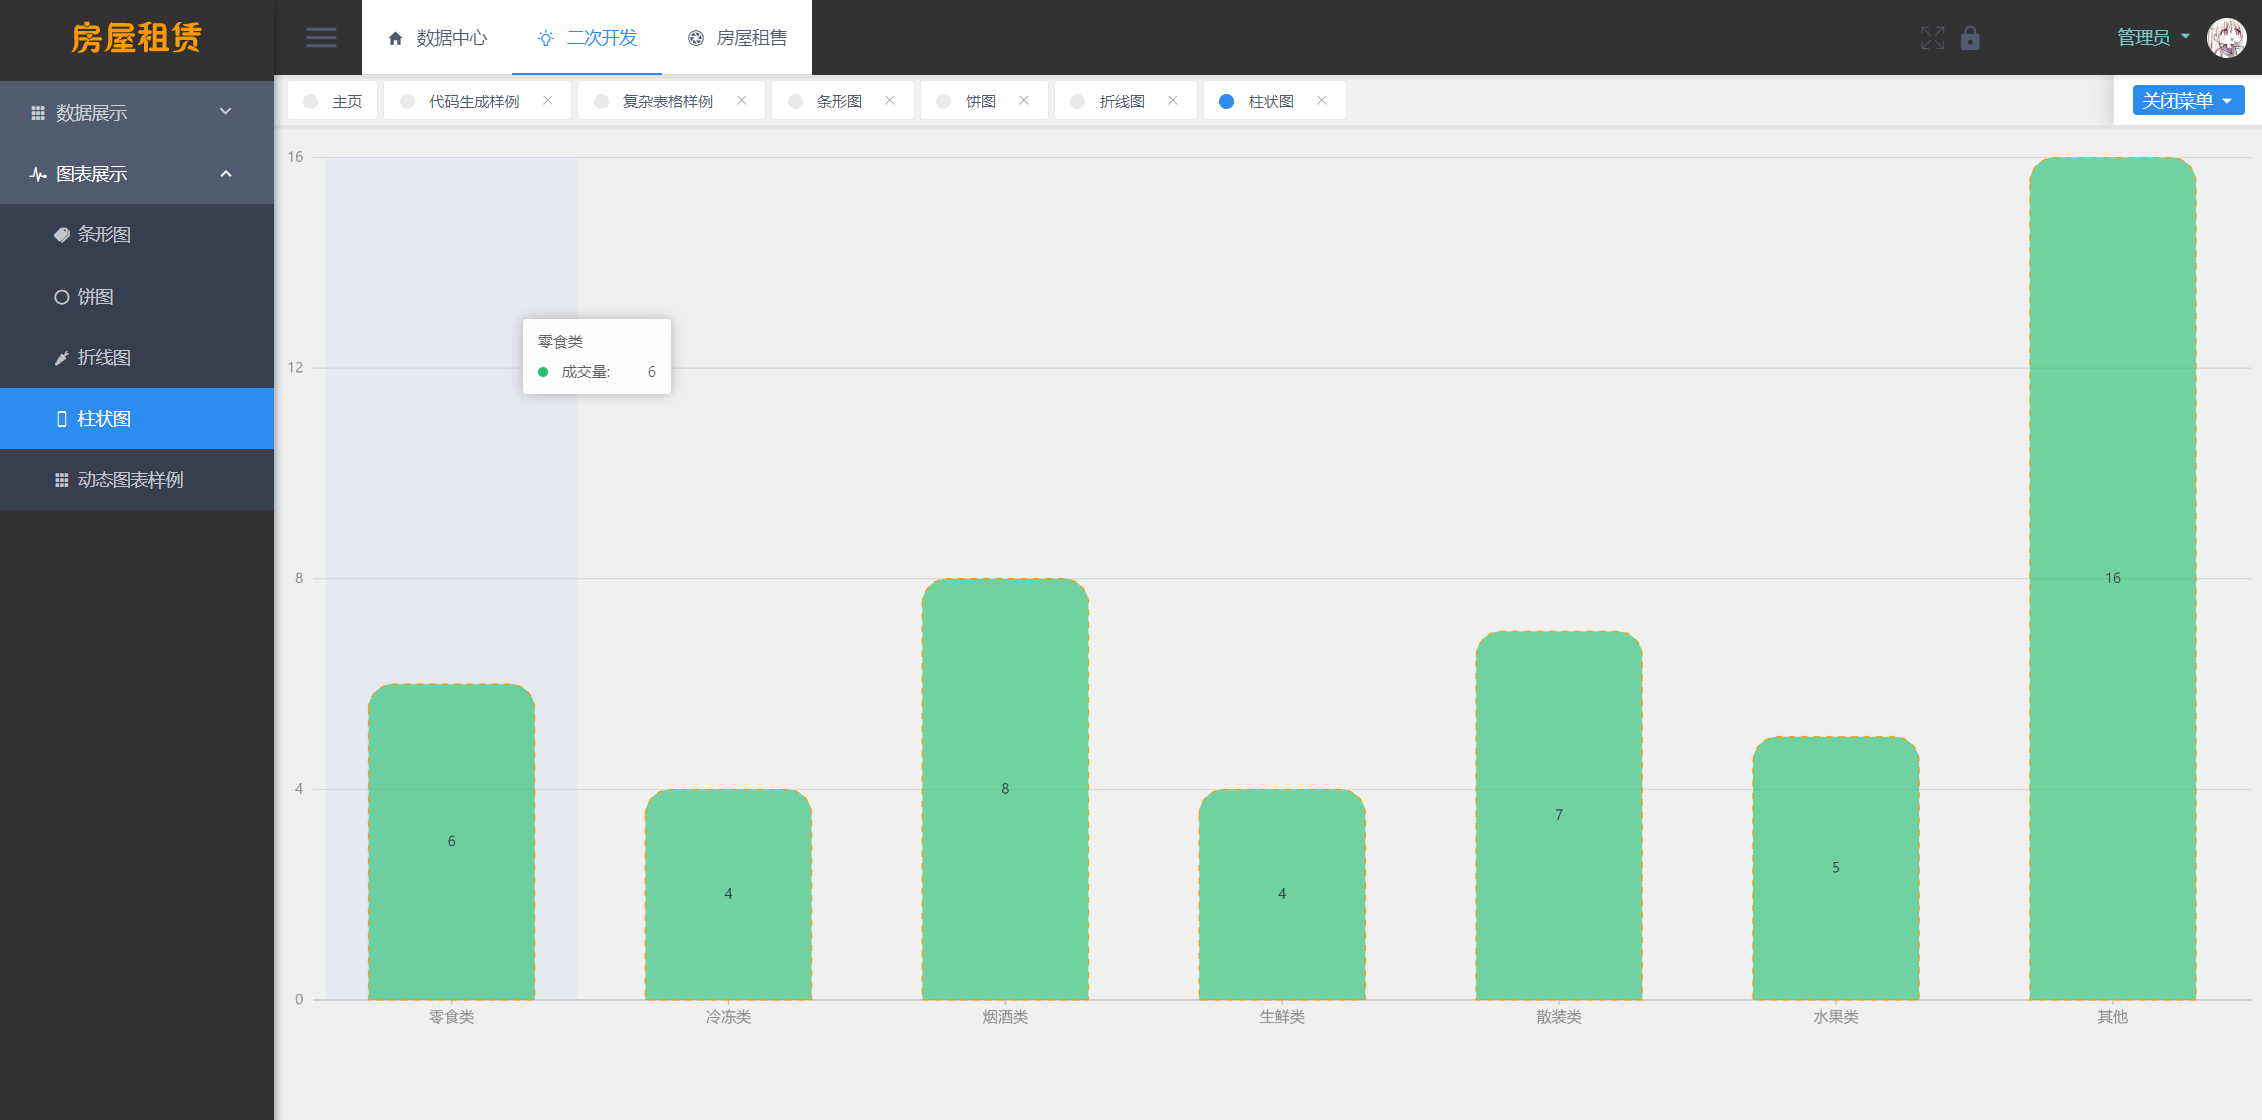 房屋租赁
数据中心
二次开发
房屋租售
管理员
主页
代码生成样例
复杂表格样例
条形图
饼图
折线图
柱状图
关闭菜单
数据展示
图表展示
条形图
饼图
折线图
柱状图
动态图表样例
16
12
8
4
0
零食类
成交量: 6
6
4
8
4
7
5
16
零食类
冷冻类
烟酒类
生鲜类
散装类
水果类
其他